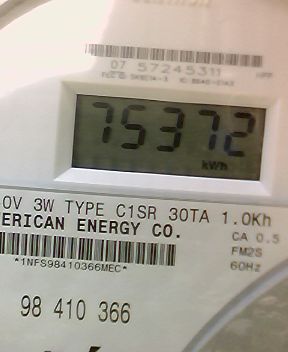 07 57245311
75372
kWh
0V 3W TYPE C1SR 30TA 1.0Kh
ERICAN ENERGY CO.
CA 0.5
FM2S
60Hz
*1NFS98410366MEC*
98 410 366